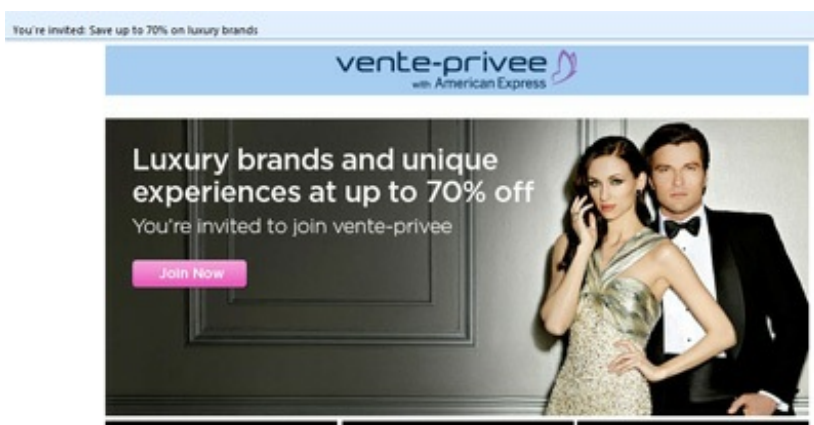 You're invited: Save up to 70% on luxury brands
vente-privee
with American Express
Luxury brands and unique
experiences at up to 70% off
You're invited to join vente-privee
Join Now